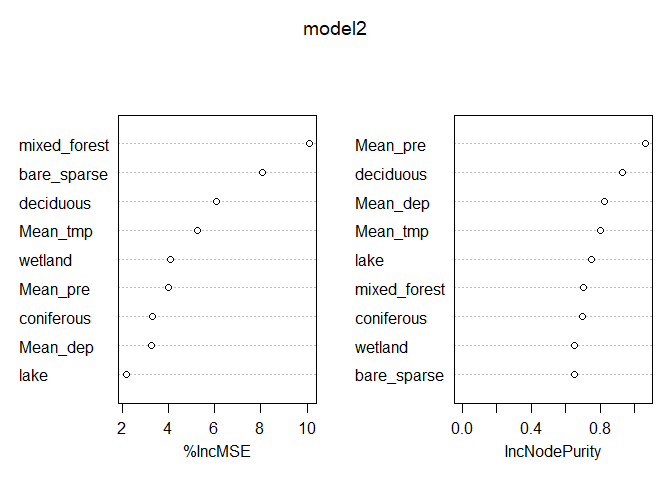 model2
mixed_forest
bare_sparse
deciduous
Mean_tmp
wetland
Mean_pre
coniferous
Mean_dep
lake
2 4 6 8 10
%IncMSE
Mean_pre
deciduous
Mean_dep
Mean_tmp
lake
mixed_forest
coniferous
wetland
bare_sparse
0.0 0.4 0.8
IncNodePurity